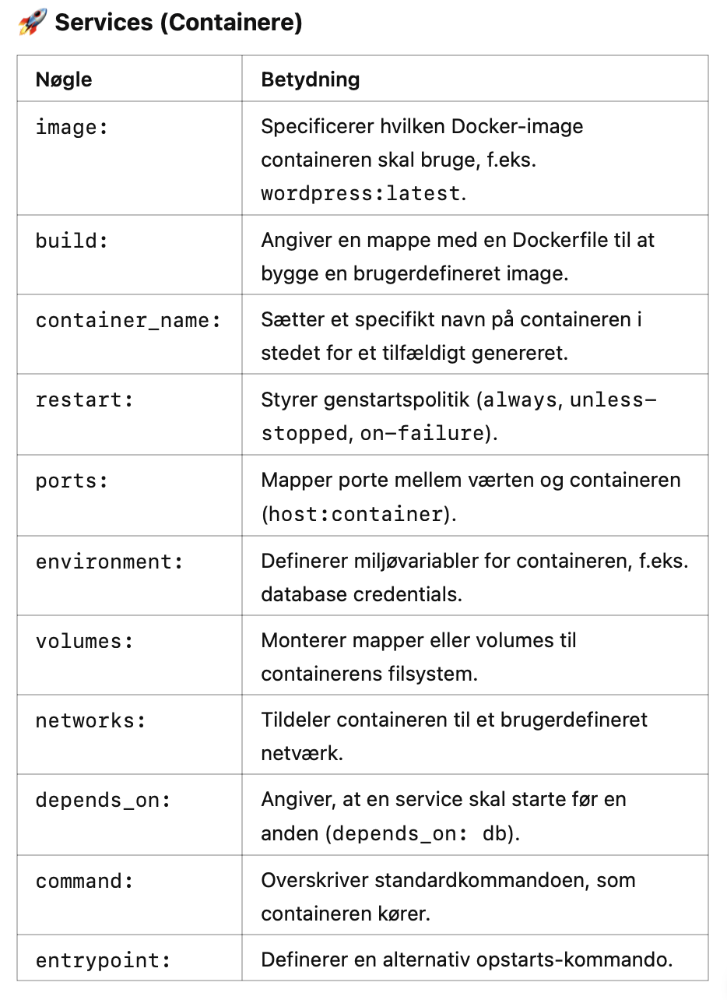 🚀 Services (Containere)
Nøgle Betydning
image: Specificerer hvilken Docker-image
containeren skal bruge, f.eks.
wordpress:latest.
build: Angiver en mappe med en Dockerfile til at
bygge en brugerdefineret image.
container_name: Sætter et specifikt navn på containeren i
stedet for et tilfældigt genereret.
restart: Styrer genstartspolitik (always, unless-
stopped, on-failure).
ports: Mapper porte mellem værten og containeren
(host:container).
environment: Definerer miljøvariabler for containeren, f.eks.
database credentials.
volumes: Monterer mapper eller volumes til
containerens filsystem.
networks: Tildeler containeren til et brugerdefineret
netværk.
depends_on: Angiver, at en service skal starte før en
anden (depends_on: db).
command: Overskriver standardkommandoen, som
containeren kører.
entrypoint: Definerer en alternativ opstarts-kommando.